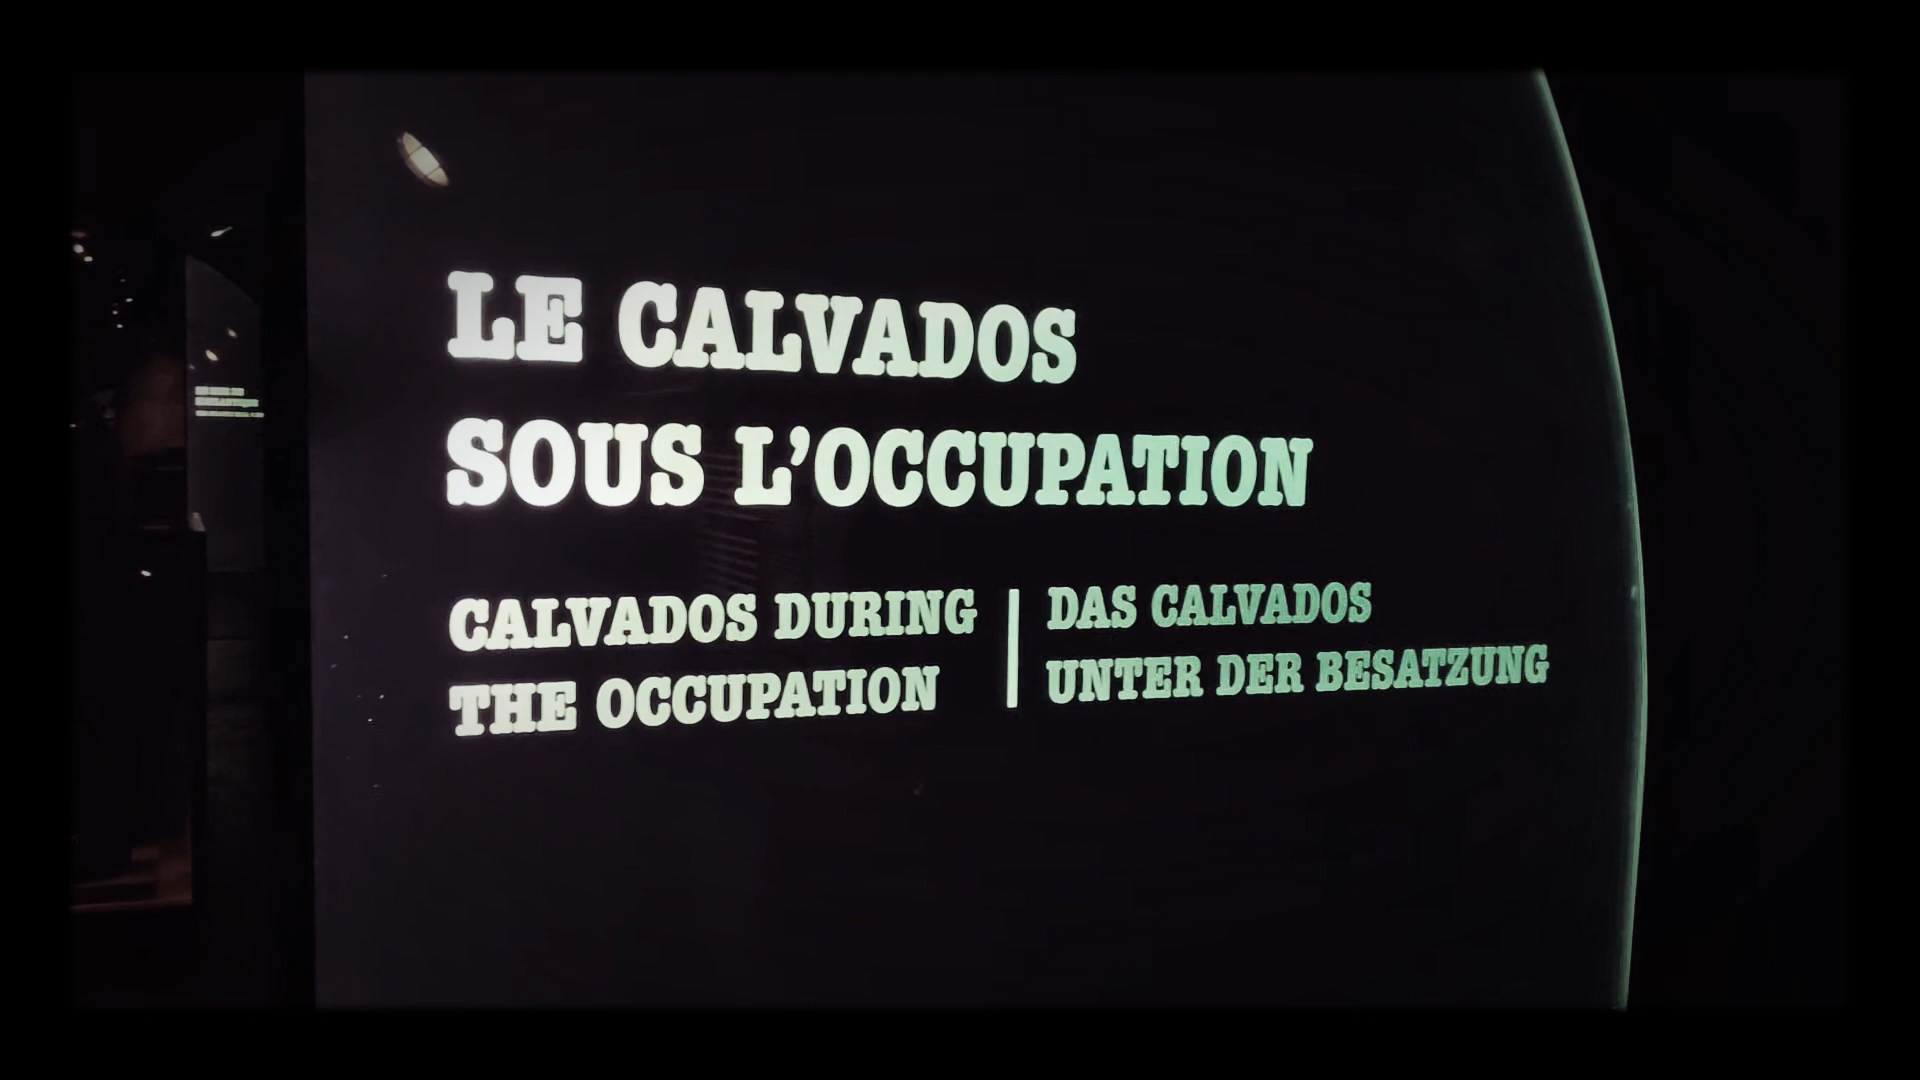 LE CALVADOS
SOUS L’OCCUPATION
CALVADOS DURING
THE OCCUPATION
DAS CALVADOS
UNTER DER BESATZUNG